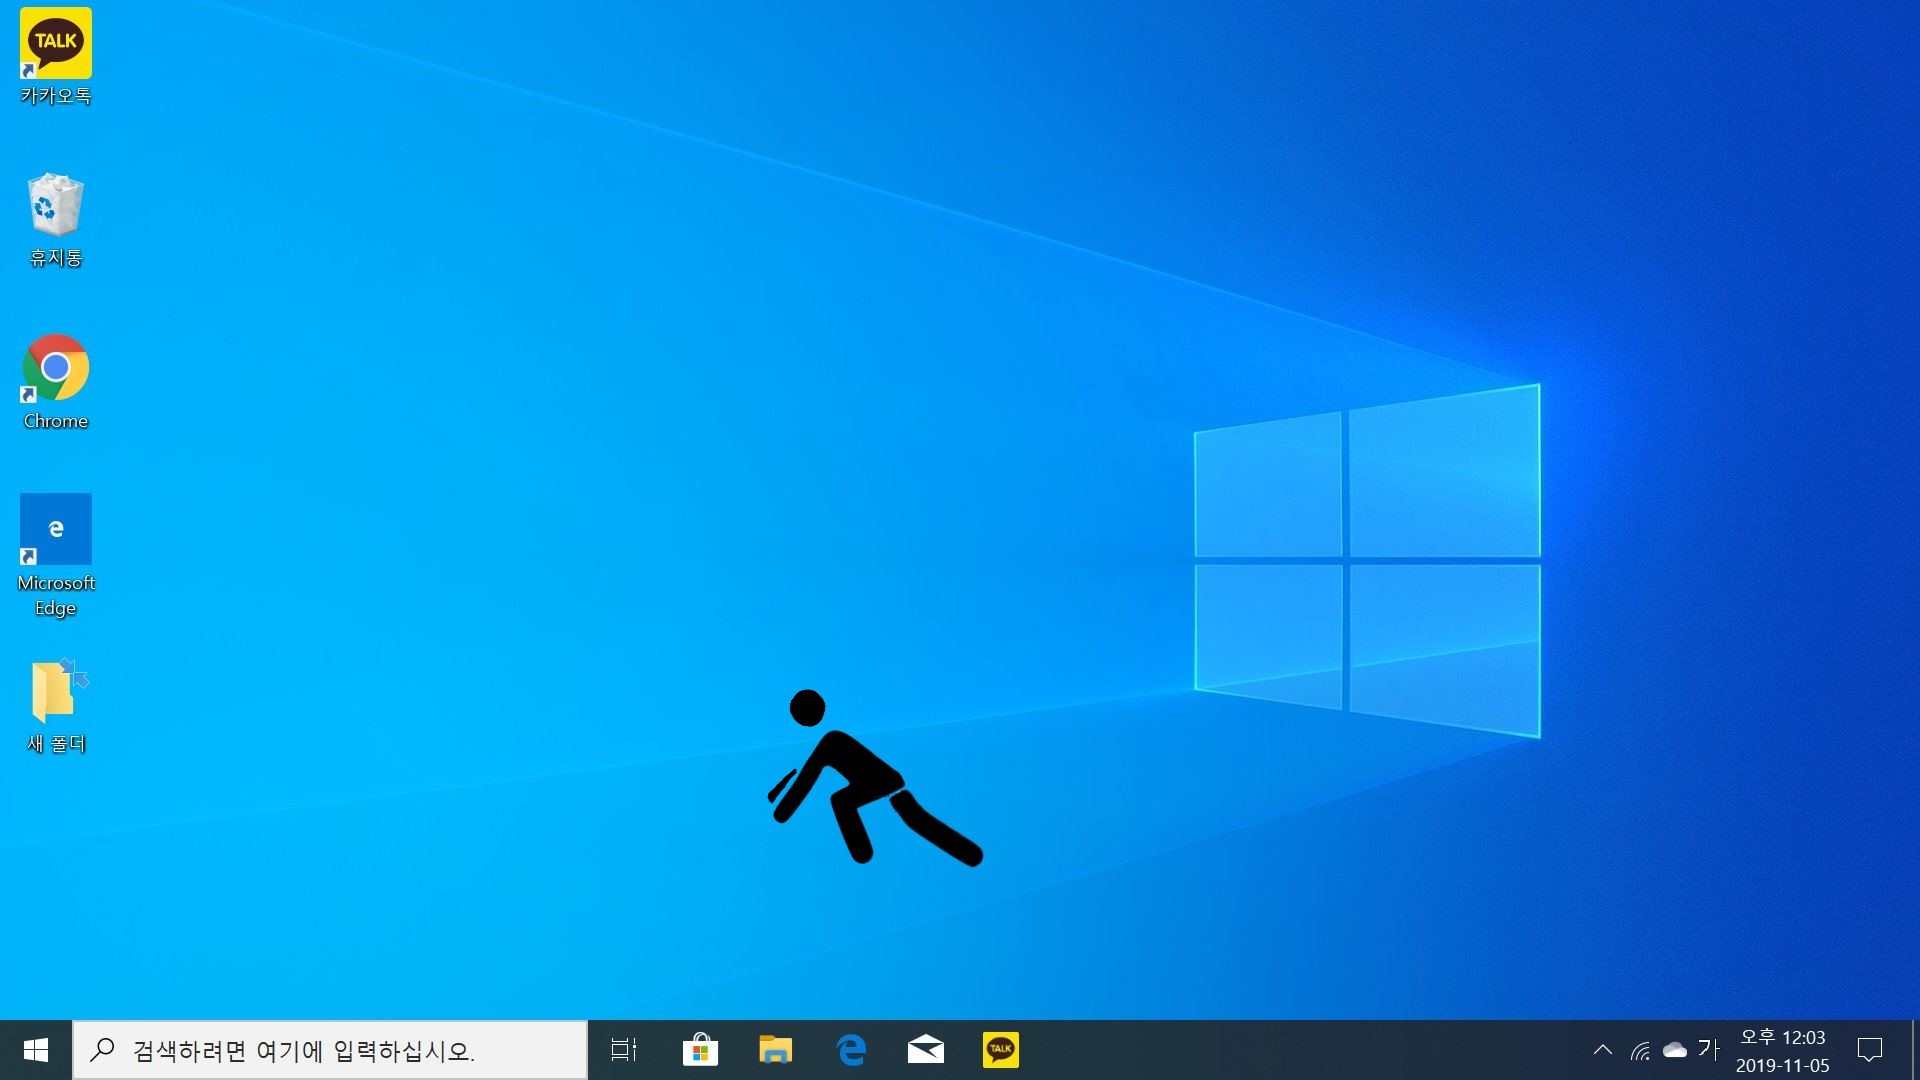 TALK
카카오톡
휴지통
Chrome
e
Microsoft
Edge
새 폴더
검색하려면 여기에 입력하십시오.
TALK
가
오후 12:03
2019-11-05